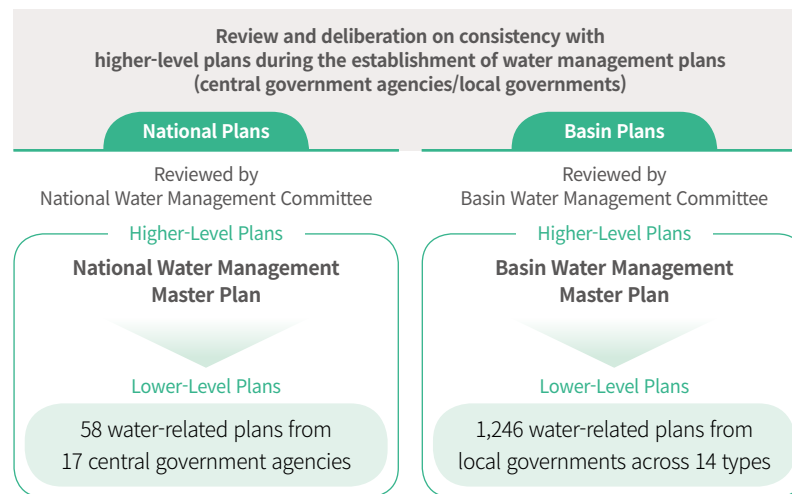 Review and deliberation on consistency with
higher-level plans during the establishment of water management plans
(central government agencies/local governments)
National Plans
Reviewed by
National Water Management Committee
Higher-Level Plans
National Water Management
Master Plan
Lower-Level Plans
58 water-related plans from
17 central government agencies
Basin Plans
Reviewed by
Basin Water Management Committee
Higher-Level Plans
Basin Water Management
Master Plan
Lower-Level Plans
1,246 water-related plans from
local governments across 14 types